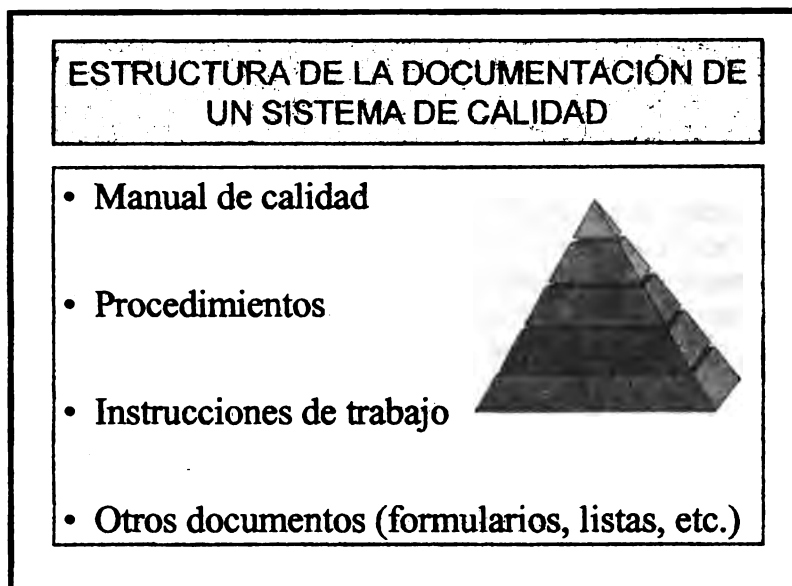 ESTRUCTURA DE LA DOCUMENTACIÓN DE
UN SISTEMA DE CALIDAD
• Manual de calidad
• Procedimientos
• Instrucciones de trabajo
• Otros documentos (formularios, listas, etc.)